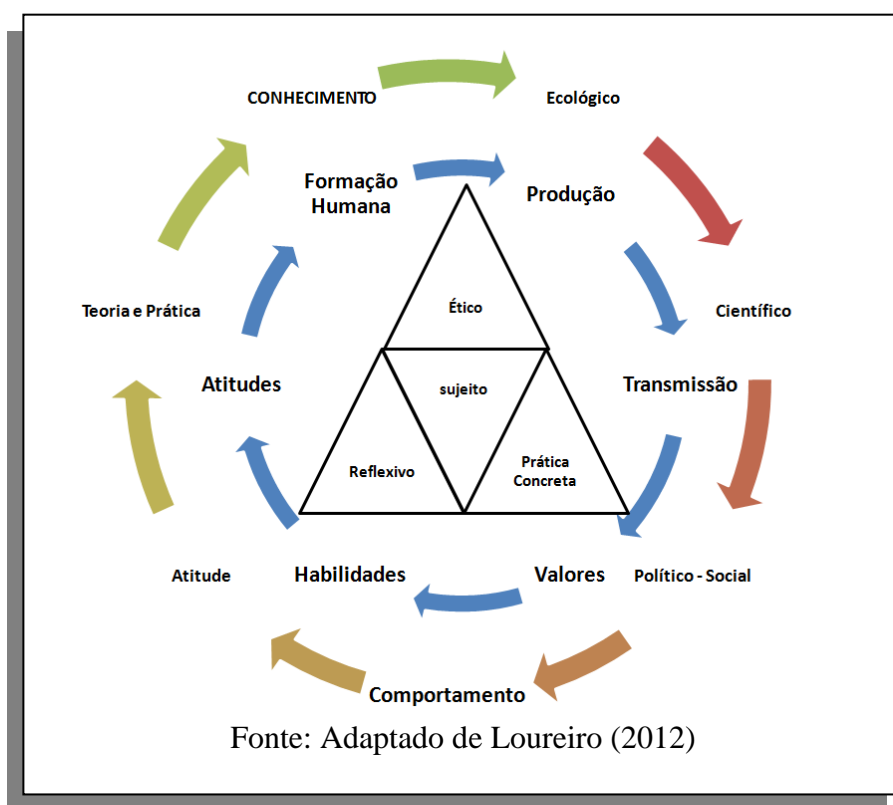 CONHECIMENTO
Ecológico
Formação
Humana
Produção
Teoria e Prática
Ético
Científico
Atitudes
sujeito
Transmissão
Reflexivo
Prática
Concreta
Atitude
Habilidades
Valores
Político - Social
Comportamento
Fonte: Adaptado de Loureiro (2012)